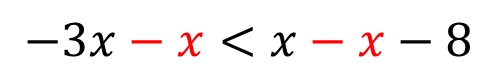 −3x − x < x − x − 8